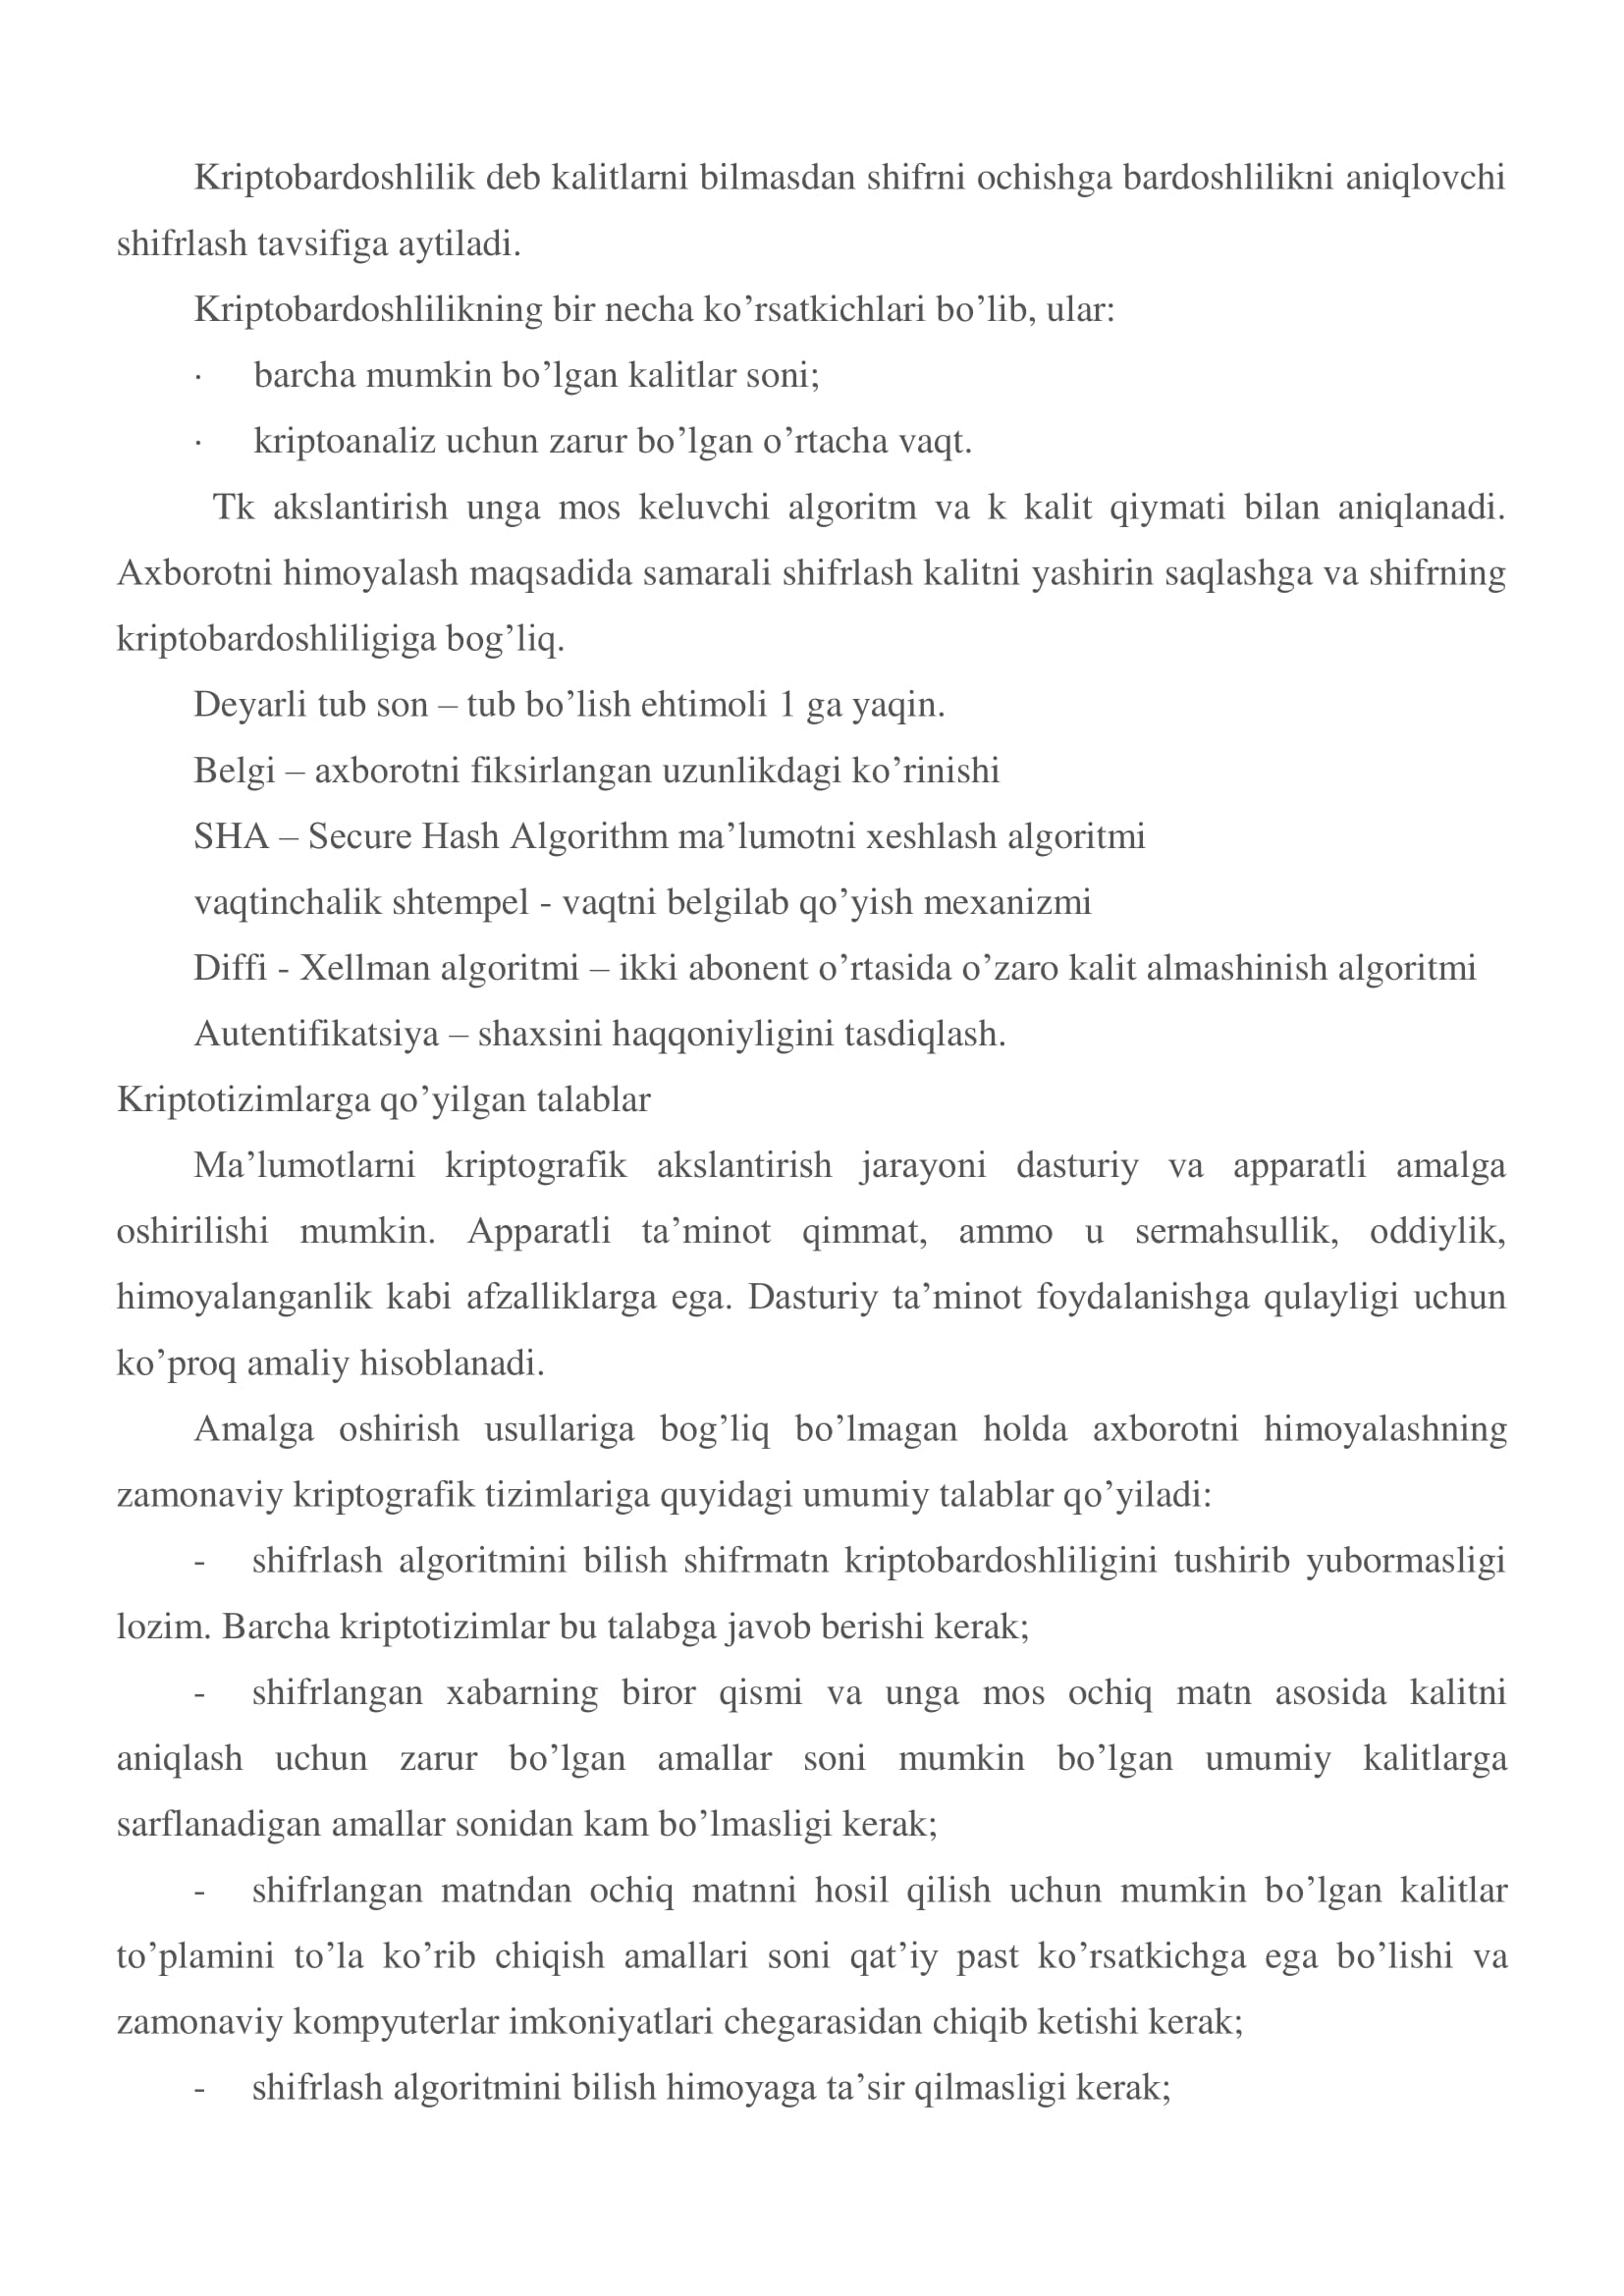 Kriptobardoshlilik deb kalitlarni bilmasdan shifrni ochishga bardoshlilikni aniqlovchi
shifrlash tavsifiga aytiladi.
Kriptobardoshlilikning bir necha ko’rsatkichlari bo’lib, ular:
· barcha mumkin bo’lgan kalitlar soni;
· kriptoanaliz uchun zarur bo’lgan o’rtacha vaqt.
Tk akslantirish unga mos keluvchi algoritm va k kalit qiymati bilan aniqlanadi.
Axborotni himoyalash maqsadida samarali shifrlash kalitni yashirin saqlashga va shifrning
kriptobardoshliligiga bog’liq.
Deyarli tub son – tub bo’lish ehtimoli 1 ga yaqin.
Belgi – axborotni fiksirlangan uzunlikdagi ko’rinishi
SHA – Secure Hash Algorithm ma’lumotni xeshlash algoritmi
vaqtinchalik shtempel - vaqtni belgilab qo’yish mexanizmi
Diffi - Xellman algoritmi – ikki abonent o’rtasida o’zaro kalit almashinish algoritmi
Autentifikatsiya – shaxsini haqqoniyligini tasdiqlash.
Kriptotizimlarga qo’yilgan talablar
Ma’lumotlarni kriptografik akslantirish jarayoni dasturiy va apparatli amalga
oshirilishi mumkin. Apparatli ta’minot qimmat, ammo u sermahsullik, oddiylik,
himoyalanganlik kabi afzalliklarga ega. Dasturiy ta’minot foydalanishga qulayligi uchun
ko’proq amaliy hisoblanadi.
Amalga oshirish usullariga bog’liq bo’lmagan holda axborotni himoyalashning
zamonaviy kriptografik tizimlariga quyidagi umumiy talablar qo’yiladi:
- shifrlash algoritmini bilish shifrmatn kriptobardoshliligini tushirib yubormasligi
lozim. Barcha kriptotizimlar bu talabga javob berishi kerak;
- shifrlangan xabarning biror qismi va unga mos ochiq matn asosida kalitni
aniqlash uchun zarur bo’lgan amallar soni mumkin bo’lgan umumiy kalitlarga
sarflanadigan amallar sonidan kam bo’lmasligi kerak;
- shifrlangan matndan ochiq matnni hosil qilish uchun mumkin bo’lgan kalitlar
to’plamini to’la ko’rib chiqish amallari soni qat’iy past ko’rsatkichga ega bo’lishi va
zamonaviy kompyuterlar imkoniyatlari chegarasidan chiqib ketishi kerak;
- shifrlash algoritmini bilish himoyaga ta’sir qilmasligi kerak;